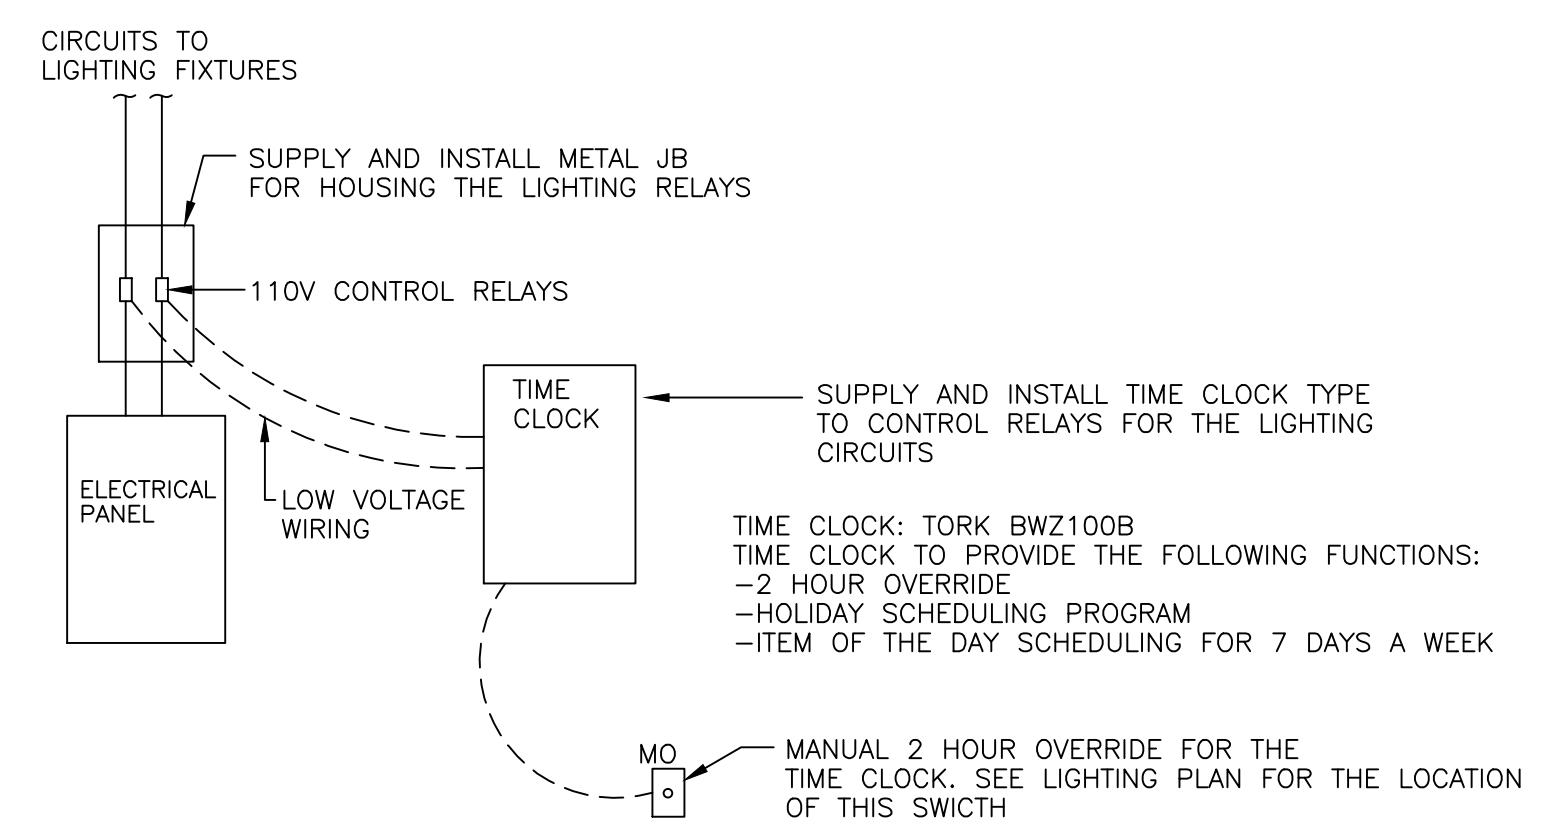 CIRCUITS TO
LIGHTING FIXTURES
SUPPLY AND INSTALL METAL JB
FOR HOUSING THE LIGHTING RELAYS
110V CONTROL RELAYS
TIME
CLOCK
SUPPLY AND INSTALL TIME CLOCK TYPE
TO CONTROL RELAYS FOR THE LIGHTING
CIRCUITS
ELECTRICAL
PANEL
LOW VOLTAGE
WIRING
TIME CLOCK: TORK BWZ100B
TIME CLOCK TO PROVIDE THE FOLLOWING FUNCTIONS:
-2 HOUR OVERRIDE
-HOLIDAY SCHEDULING PROGRAM
-ITEM OF THE DAY SCHEDULING FOR 7 DAYS A WEEK
MO
MANUAL 2 HOUR OVERRIDE FOR THE
TIME CLOCK. SEE LIGHTING PLAN FOR THE LOCATION
OF THIS SWICTH